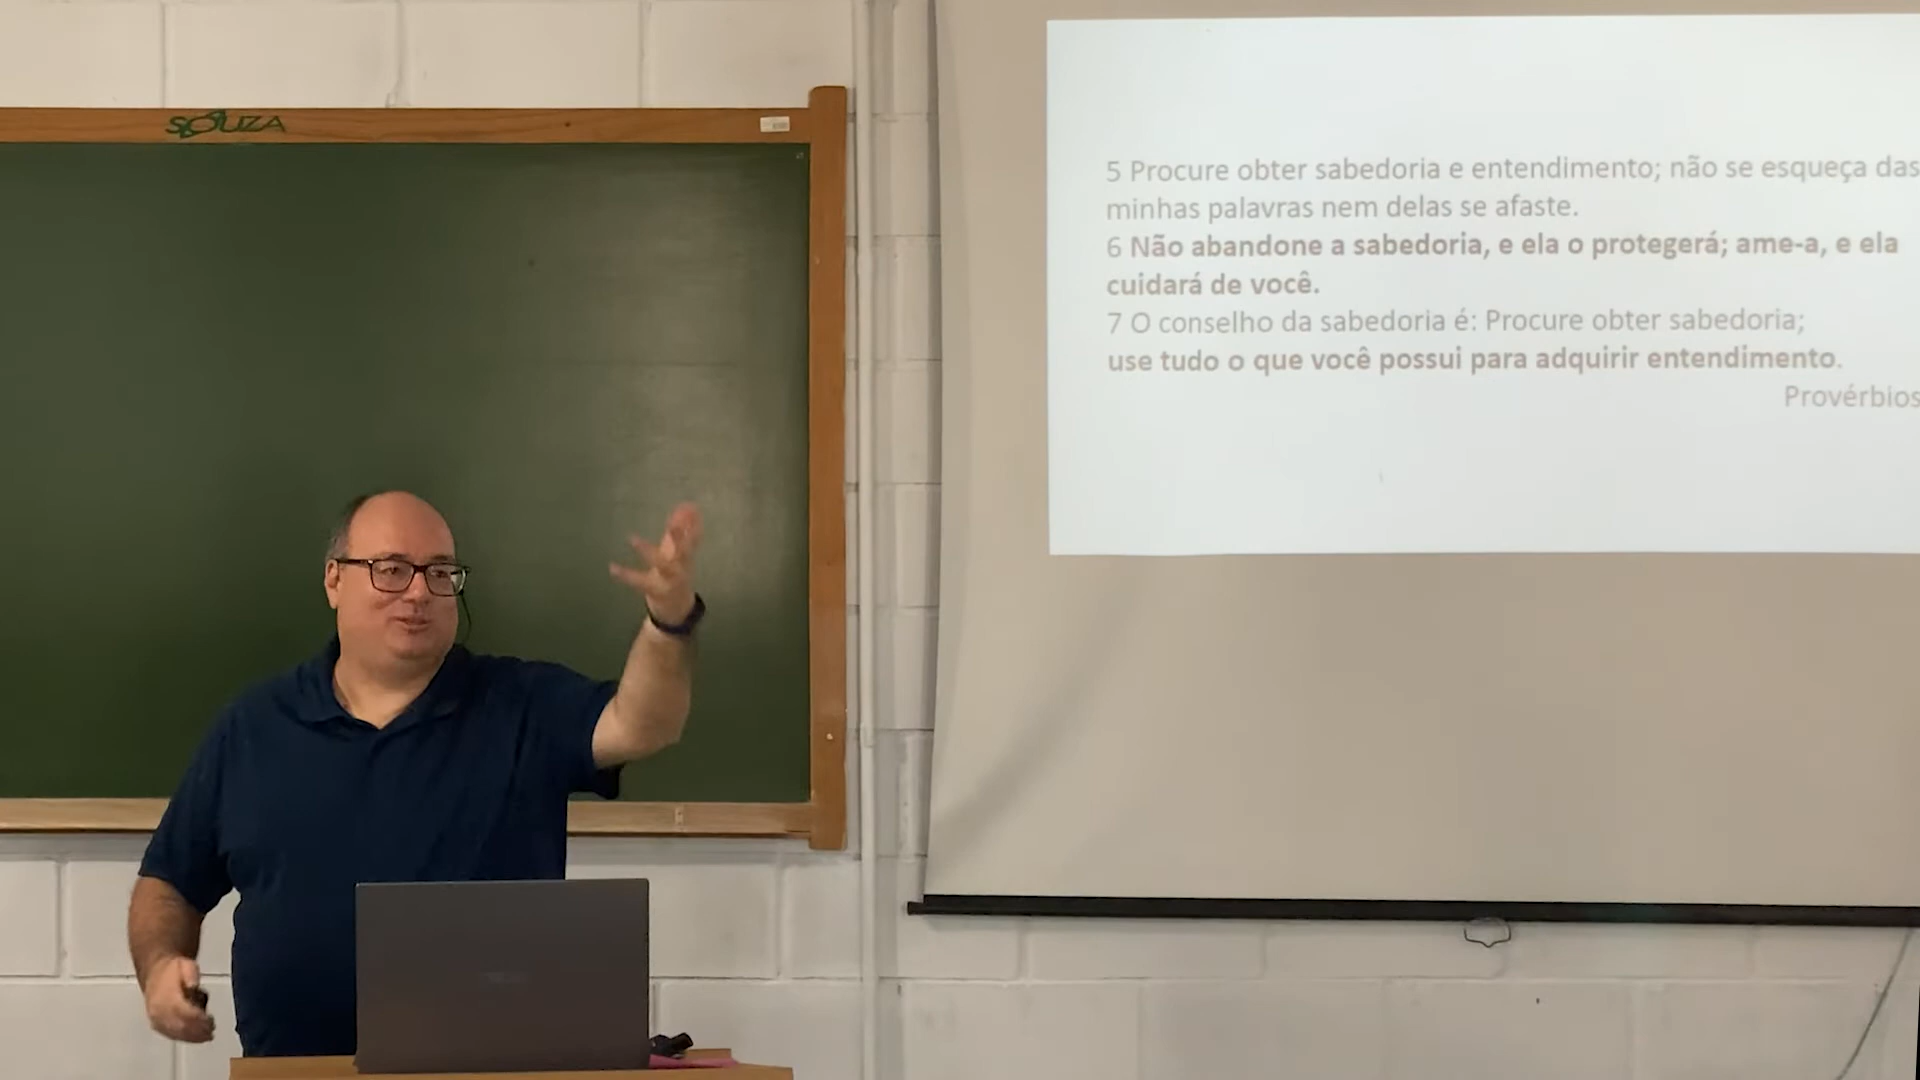 SOUZA
5 Procure obter sabedoria e entendimento; não se esqueça das
minhas palavras nem delas se afaste.
6 Não abandone a sabedoria, e ela o protegerá; ame-a, e ela
cuidará de você.
7 O conselho da sabedoria é: Procure obter sabedoria;
use tudo o que você possui para adquirir entendimento.
Provérbios